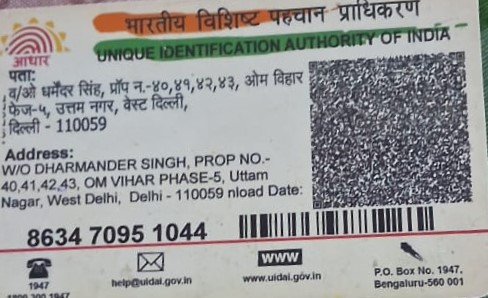 भारतीय विशिष्ट पहचान प्राधिकरण
UNIQUE IDENTIFICATION AUTHORITY OF INDIA
आधार
पता:
व/ओ धर्मेंदर सिंह, प्रॉप न.-४०,४१,४२,४३, ओम विहार
फेज-५, उत्तम नगर, वेस्ट दिल्ली,
दिल्ली - 110059
Address:
W/O DHARMANDER SINGH, PROP NO.-
40,41,42,43, OM VIHAR PHASE-5, Uttam
Nagar, West Delhi, Delhi - 110059 nload Date:
8634 7095 1044
1947
help@uidai.gov.in
www
www.uidai.gov.in
P.O. Box No. 1947,
Bengaluru-560 001